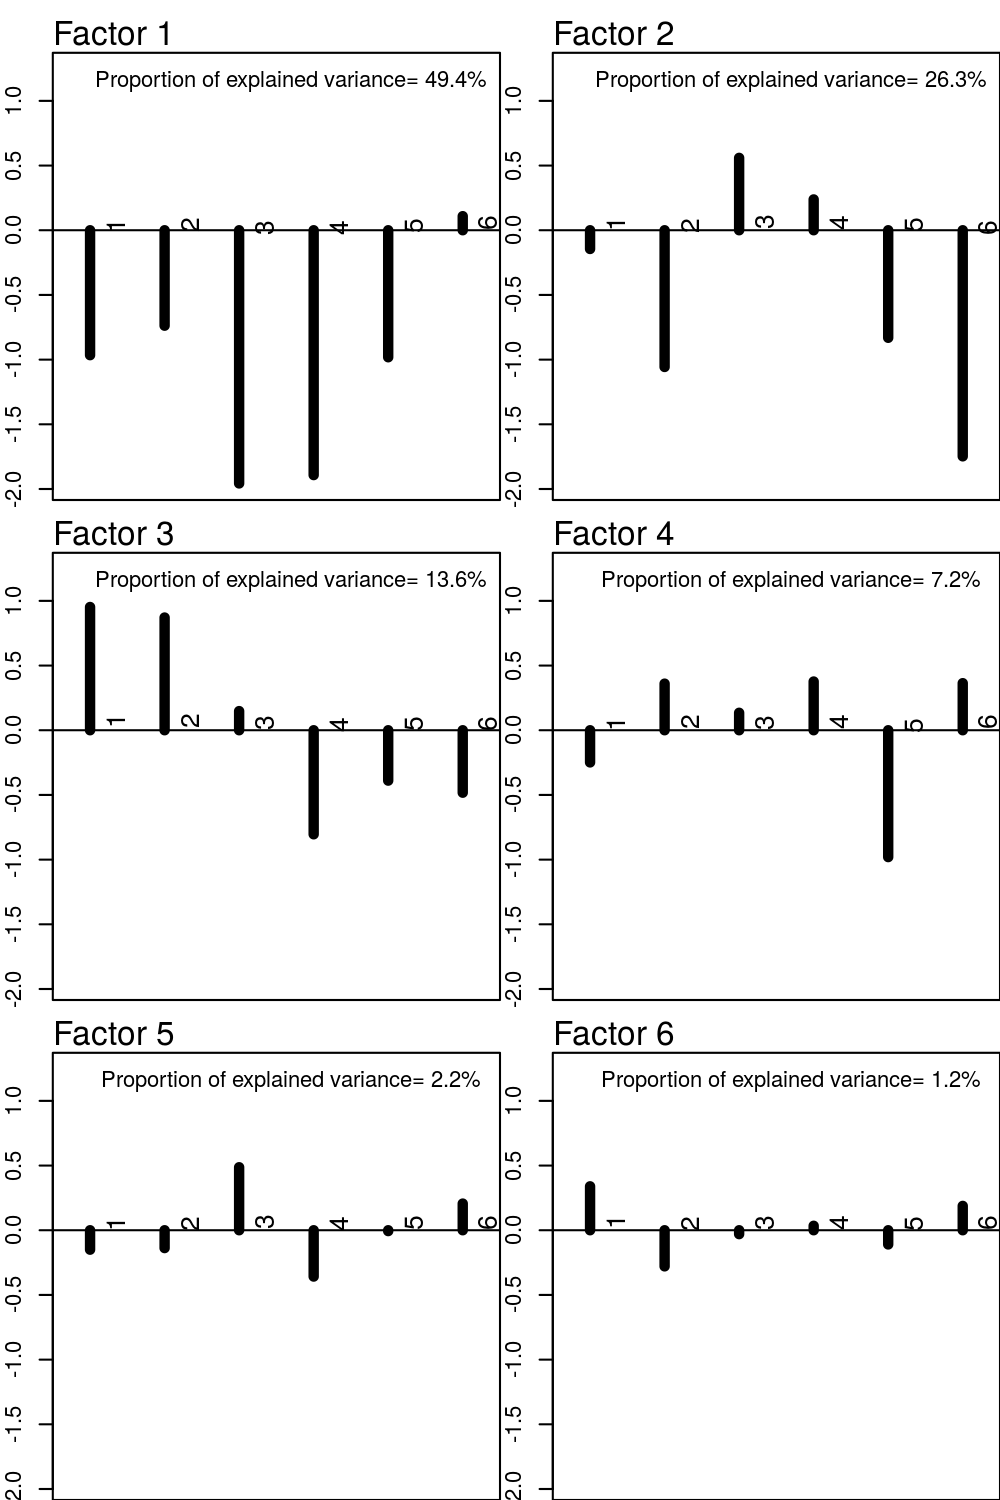 Factor 1
Proportion of explained variance= 49.4%
1.0
0.5
0.0
-0.5
-1.0
-1.5
-2.0
1 2 3 4 5 6
Factor 2
Proportion of explained variance= 26.3%
1.0
0.5
0.0
-0.5
-1.0
-1.5
-2.0
1 2 3 4 5 6
Factor 3
Proportion of explained variance= 13.6%
1.0
0.5
0.0
-0.5
-1.0
-1.5
-2.0
1 2 3 4 5 6
Factor 4
Proportion of explained variance= 7.2%
1.0
0.5
0.0
-0.5
-1.0
-1.5
-2.0
1 2 3 4 5 6
Factor 5
Proportion of explained variance= 2.2%
1.0
0.5
0.0
-0.5
-1.0
-1.5
2.0
1 2 3 4 5 6
Factor 6
Proportion of explained variance= 1.2%
1.0
0.5
0.0
-0.5
-1.0
-1.5
2.0
1 2 3 4 5 6